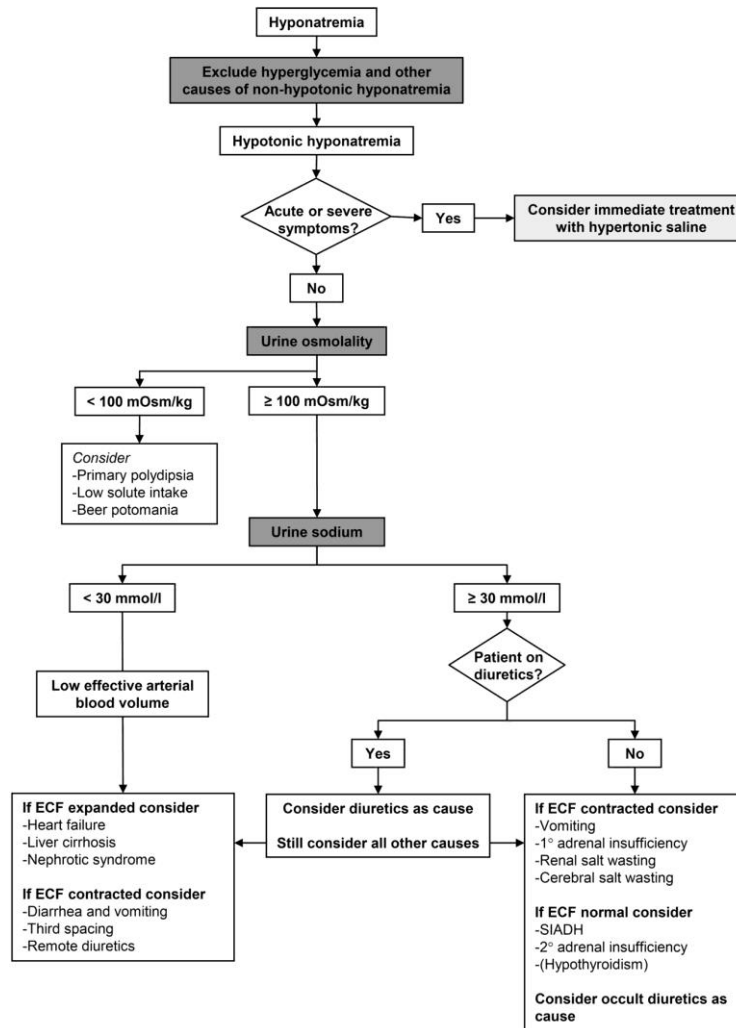 Hyponatremia
Exclude hyperglycemia and other
causes of non-hypotonic hyponatremia
Hypotonic hyponatremia
Acute or severe
symptoms?
Yes
Consider immediate treatment
with hypertonic saline
No
Urine osmolality
< 100 mOsm/kg
≥ 100 mOsm/kg
Consider
-Primary polydipsia
-Low solute intake
-Beer potomania
Urine sodium
< 30 mmol/l
≥ 30 mmol/l
Patient on
diuretics?
Low effective arterial
blood volume
Yes
No
If ECF expanded consider
-Heart failure
-Liver cirrhosis
-Nephrotic syndrome
If ECF contracted consider
-Diarrhea and vomiting
-Third spacing
-Remote diuretics
Consider diuretics as cause
Still consider all other causes
If ECF contracted consider
-Vomiting
-1° adrenal insufficiency
-Renal salt wasting
-Cerebral salt wasting
If ECF normal consider
-SIADH
-2° adrenal insufficiency
-(Hypothyroidism)
Consider occult diuretics as
cause